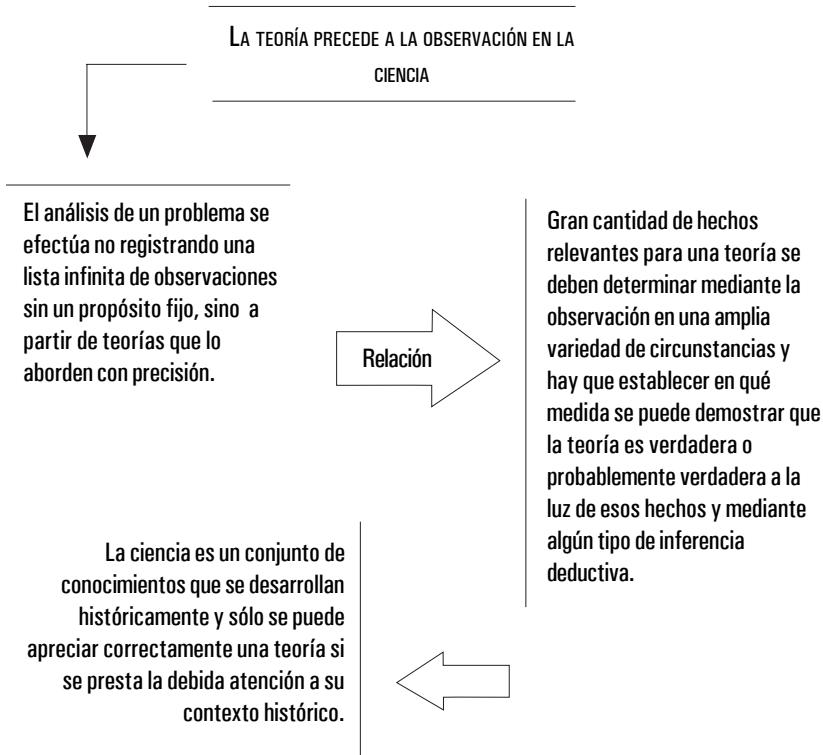 LA TEORÍA PRECEDE A LA OBSERVACIÓN EN LA
CIENCIA
El análisis de un problema se
efectúa no registrando una
lista infinita de observaciones
sin un propósito fijo, sino a
partir de teorías que lo
aborden con precisión.
Relación
Gran cantidad de hechos
relevantes para una teoría se
deben determinar mediante la
observación en una amplia
variedad de circunstancias y
hay que establecer en qué
medida se puede demostrar que
la teoría es verdadera o
probablemente verdadera a la
luz de esos hechos y mediante
algún tipo de inferencia
deductiva.
La ciencia es un conjunto de
conocimientos que se desarrollan
históricamente y sólo se puede
apreciar correctamente una teoría si
se presta la debida atención a su
contexto histórico.